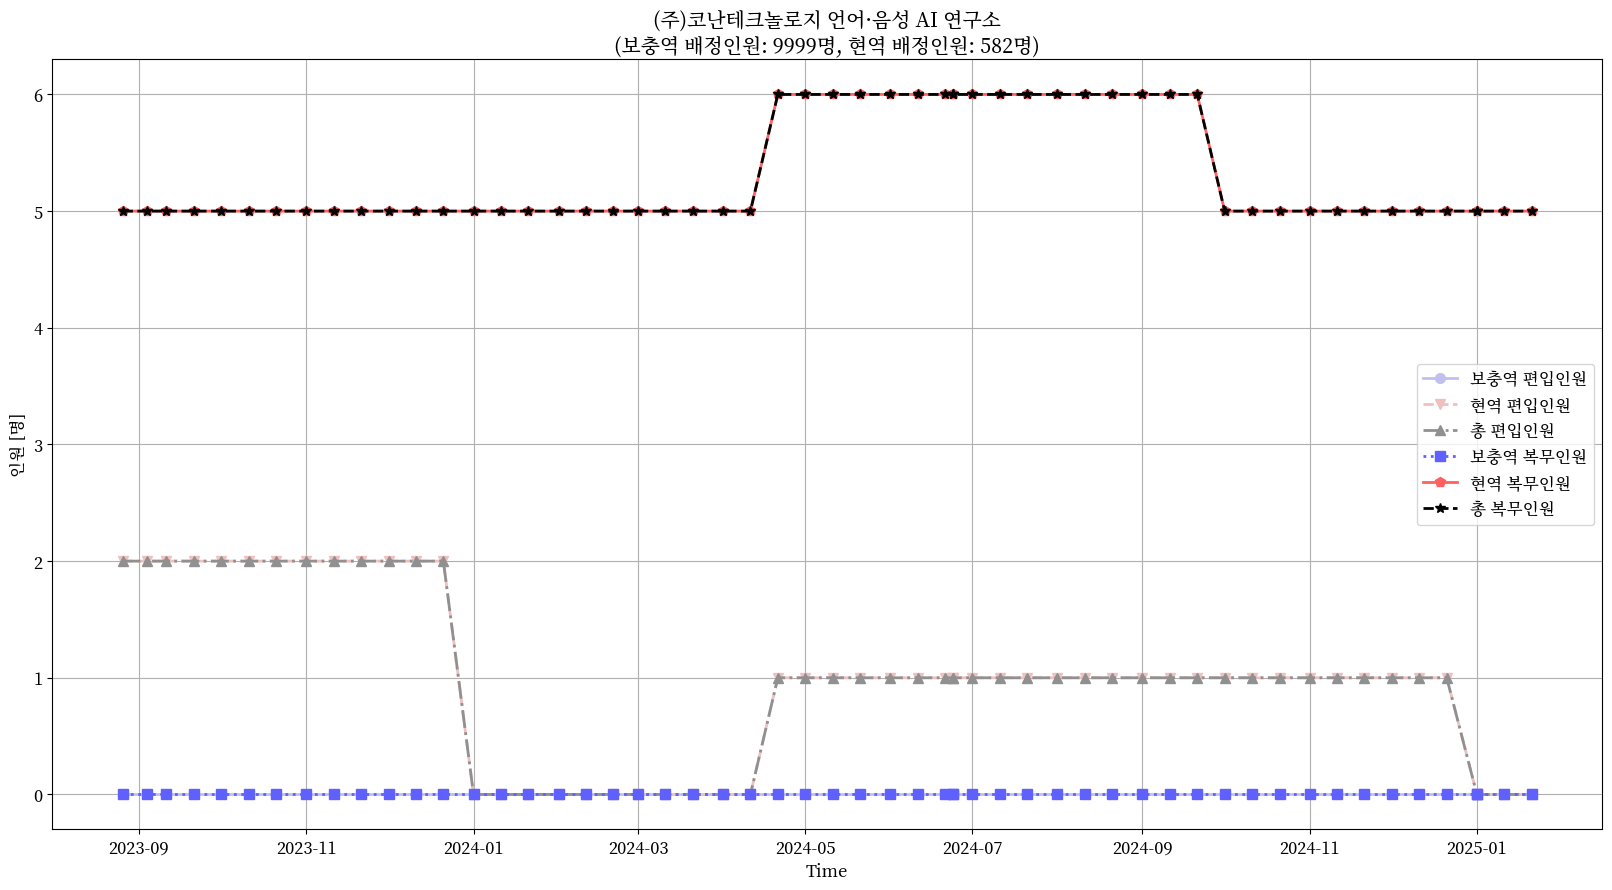 (주)코난테크놀로지 언어·음성 AI 연구소
(보충역 배정인원: 9999명, 현역 배정인원: 582명)
인원 [명]
6
5
4
3
2
1
0
보충역 편입인원
현역 편입인원
총 편입인원
보충역 복무인원
현역 복무인원
총 복무인원
2023-09
2023-11
2024-01
2024-03
2024-05
2024-07
2024-09
2024-11
2025-01
Time